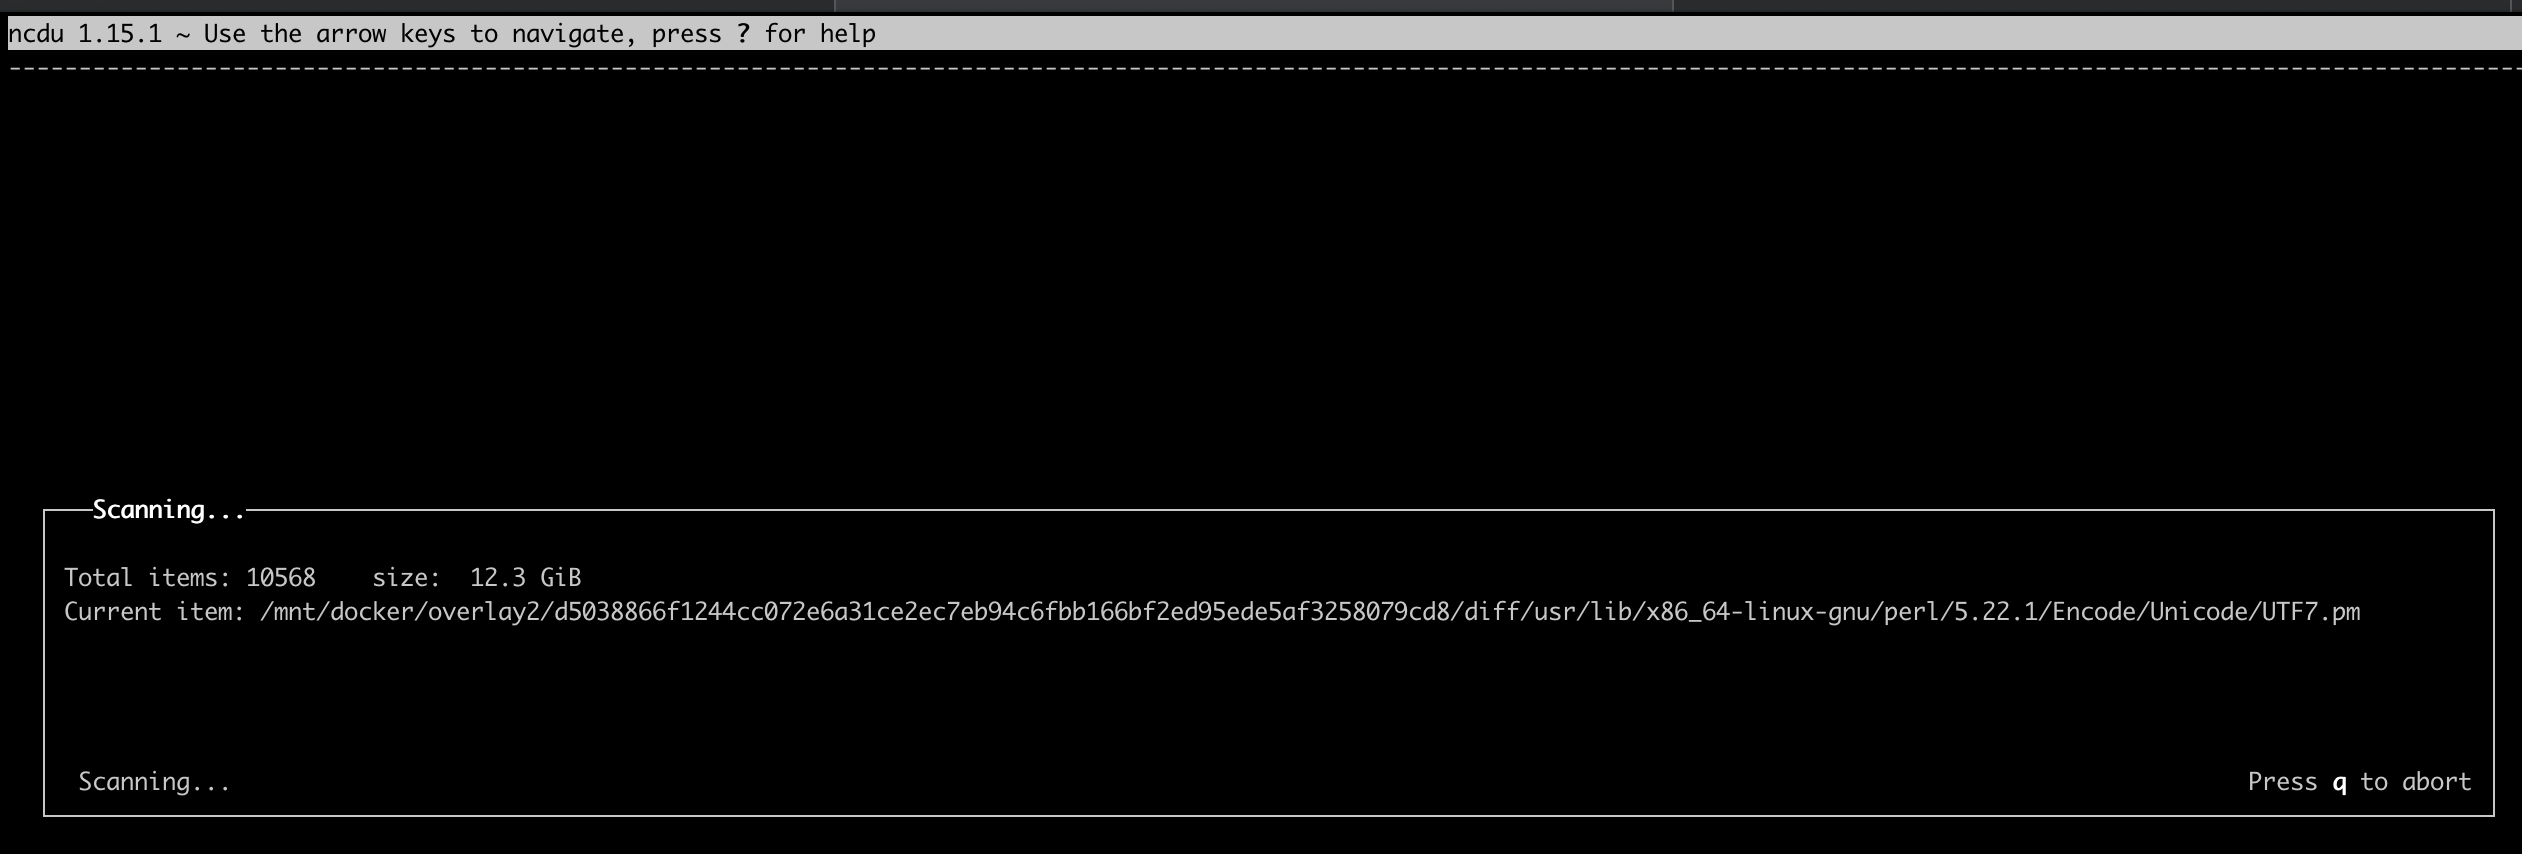 ncdu 1.15.1 ~ Use the arrow keys to navigate, press ? for help
Scanning...
Total items: 10568    size:  12.3 GiB
Current item: /mnt/docker/overlay2/d5038866f1244cc072e6a31ce2ec7eb94c6fbb166bf2ed95ede5af3258079cd8/diff/usr/lib/x86_64-linux-gnu/perl/5.22.1/Encode/Unicode/UTF7.pm
Scanning...    Press q to abort